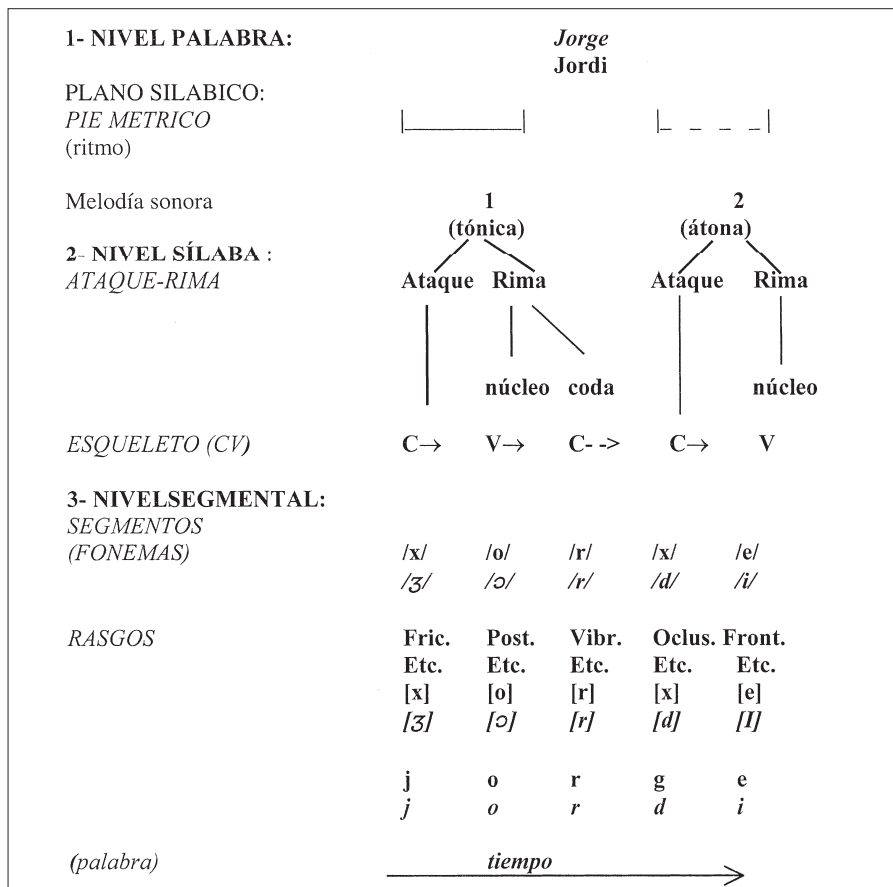 1- NIVEL PALABRA: Jorge
Jordi
PLANO SILABICO:
PIE METRICO
(ritmo)
Melodía sonora 1 2
(tónica) (átona)
2- NIVEL SÍLABA :
ATAQUE-RIMA Ataque Rima Ataque Rima
núcleo coda núcleo
ESQUELETO (CV) C→ V→ C- -> C→ V
3- NIVELSEGMENTAL:
SEGMENTOS
(FONEMAS) /x/ /o/ /r/ /x/ /e/
/ʒ/ /ɔ/ /r/ /d/ /i/
RASGOS Fric. Post. Vibr. Oclus. Front.
Etc. Etc. Etc. Etc. Etc.
[x] [o] [r] [x] [e]
[ʒ] [ɔ] [r] [d] [I]
j o r g e
j o r d i
(palabra) tiempo